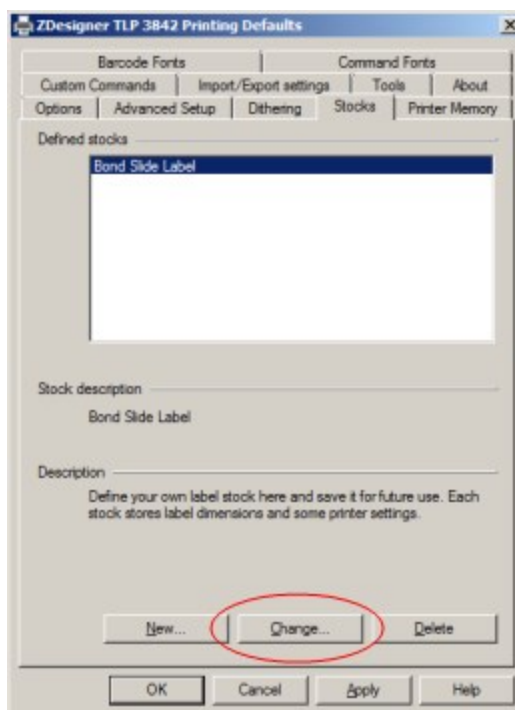 ZDesigner TLP 3842 Printing Defaults
Barcode Fonts Command Fonts
Custom Commands Import/Export settings Tools About
Options Advanced Setup Dithering Stocks Printer Memory
Defined stocks
Bond Slide Label
Stock description
Bond Slide Label
Description
Define your own label stock here and save it for future use. Each
stock stores label dimensions and some printer settings.
New... Change... Delete
OK Cancel Apply Help